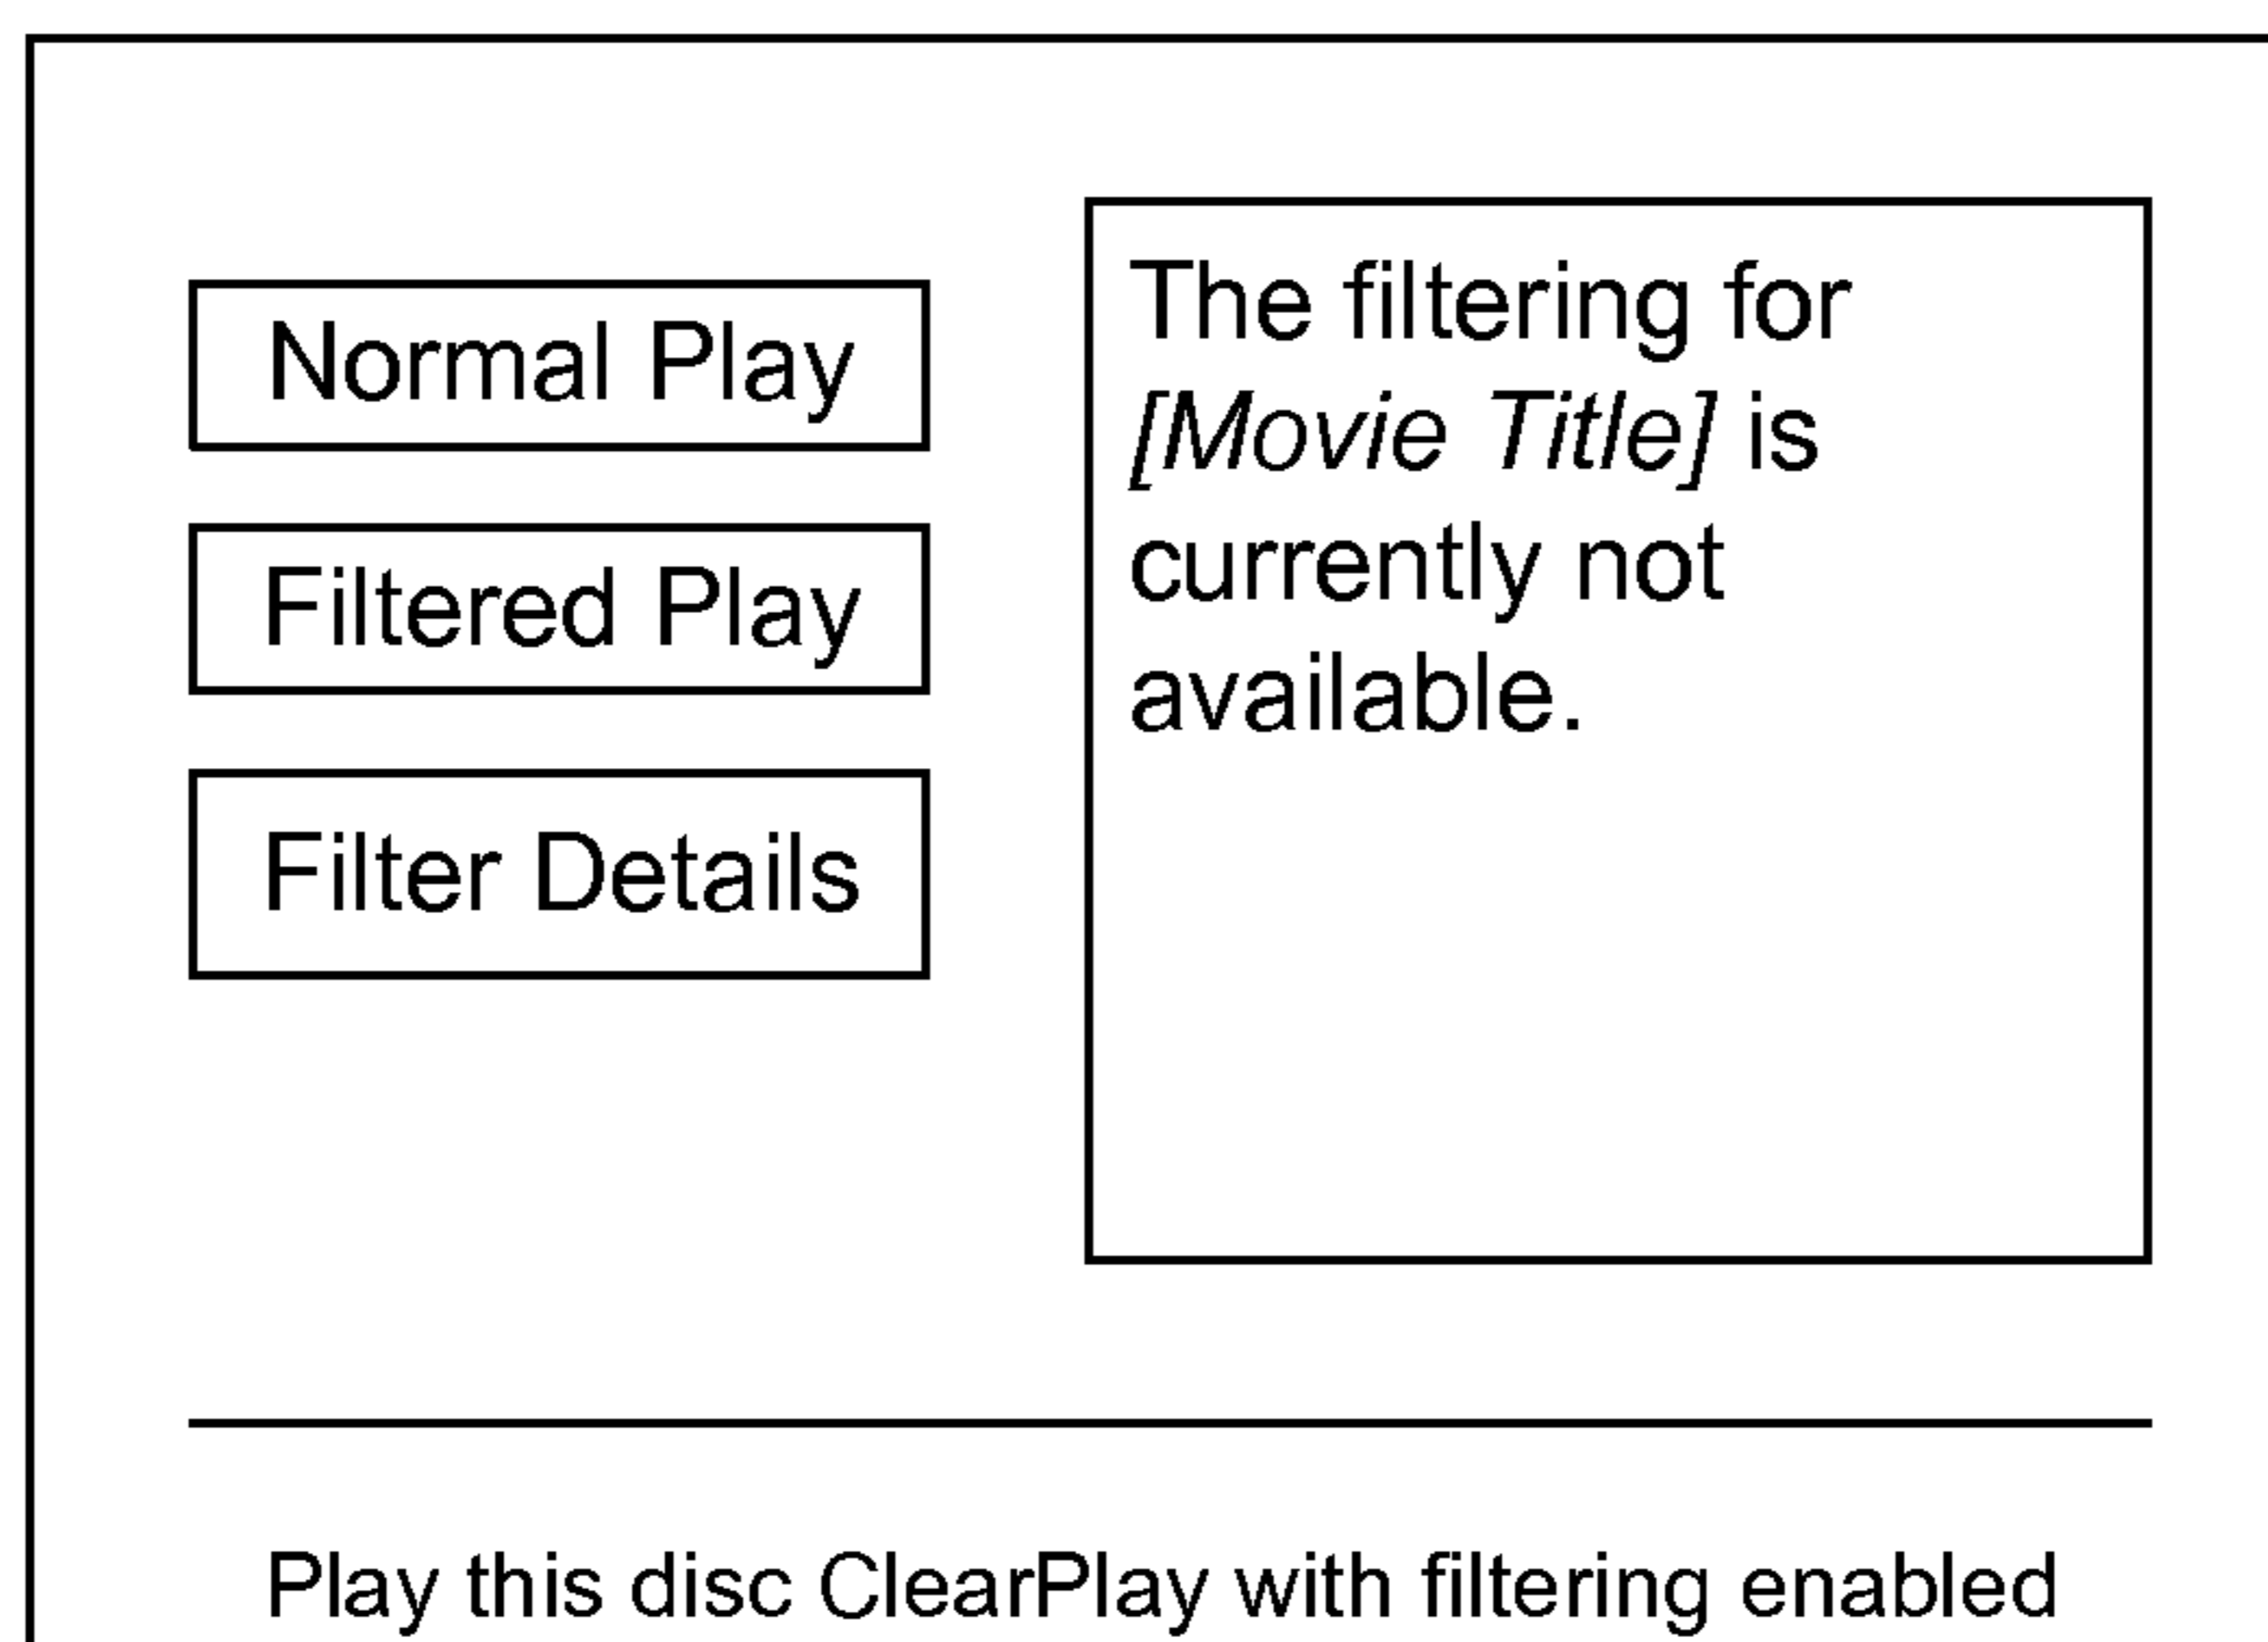 Normal Play
Filtered Play
Filter Details
The filtering for
[Movie Title] is
currently not
available.
Play this disc ClearPlay with filtering enabled